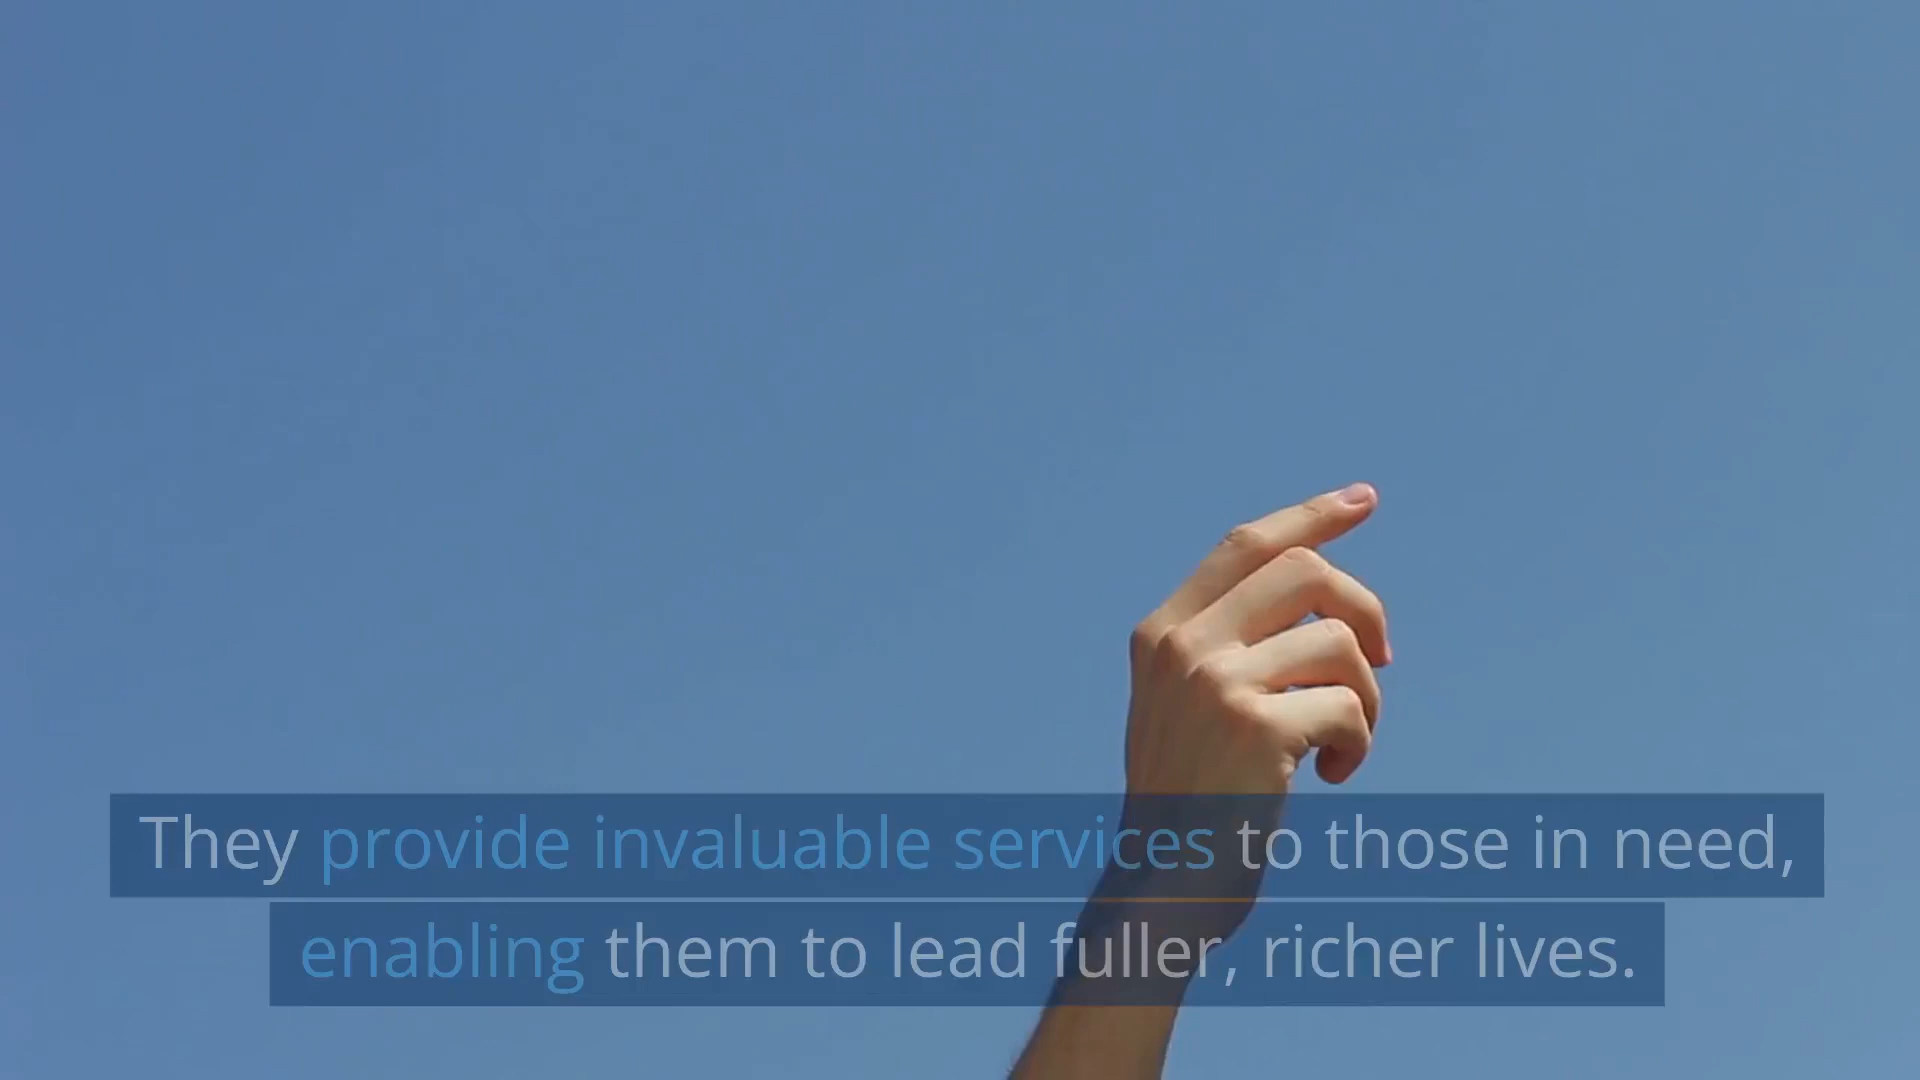 They provide invaluable services to those in need,
enabling them to lead fuller, richer lives.